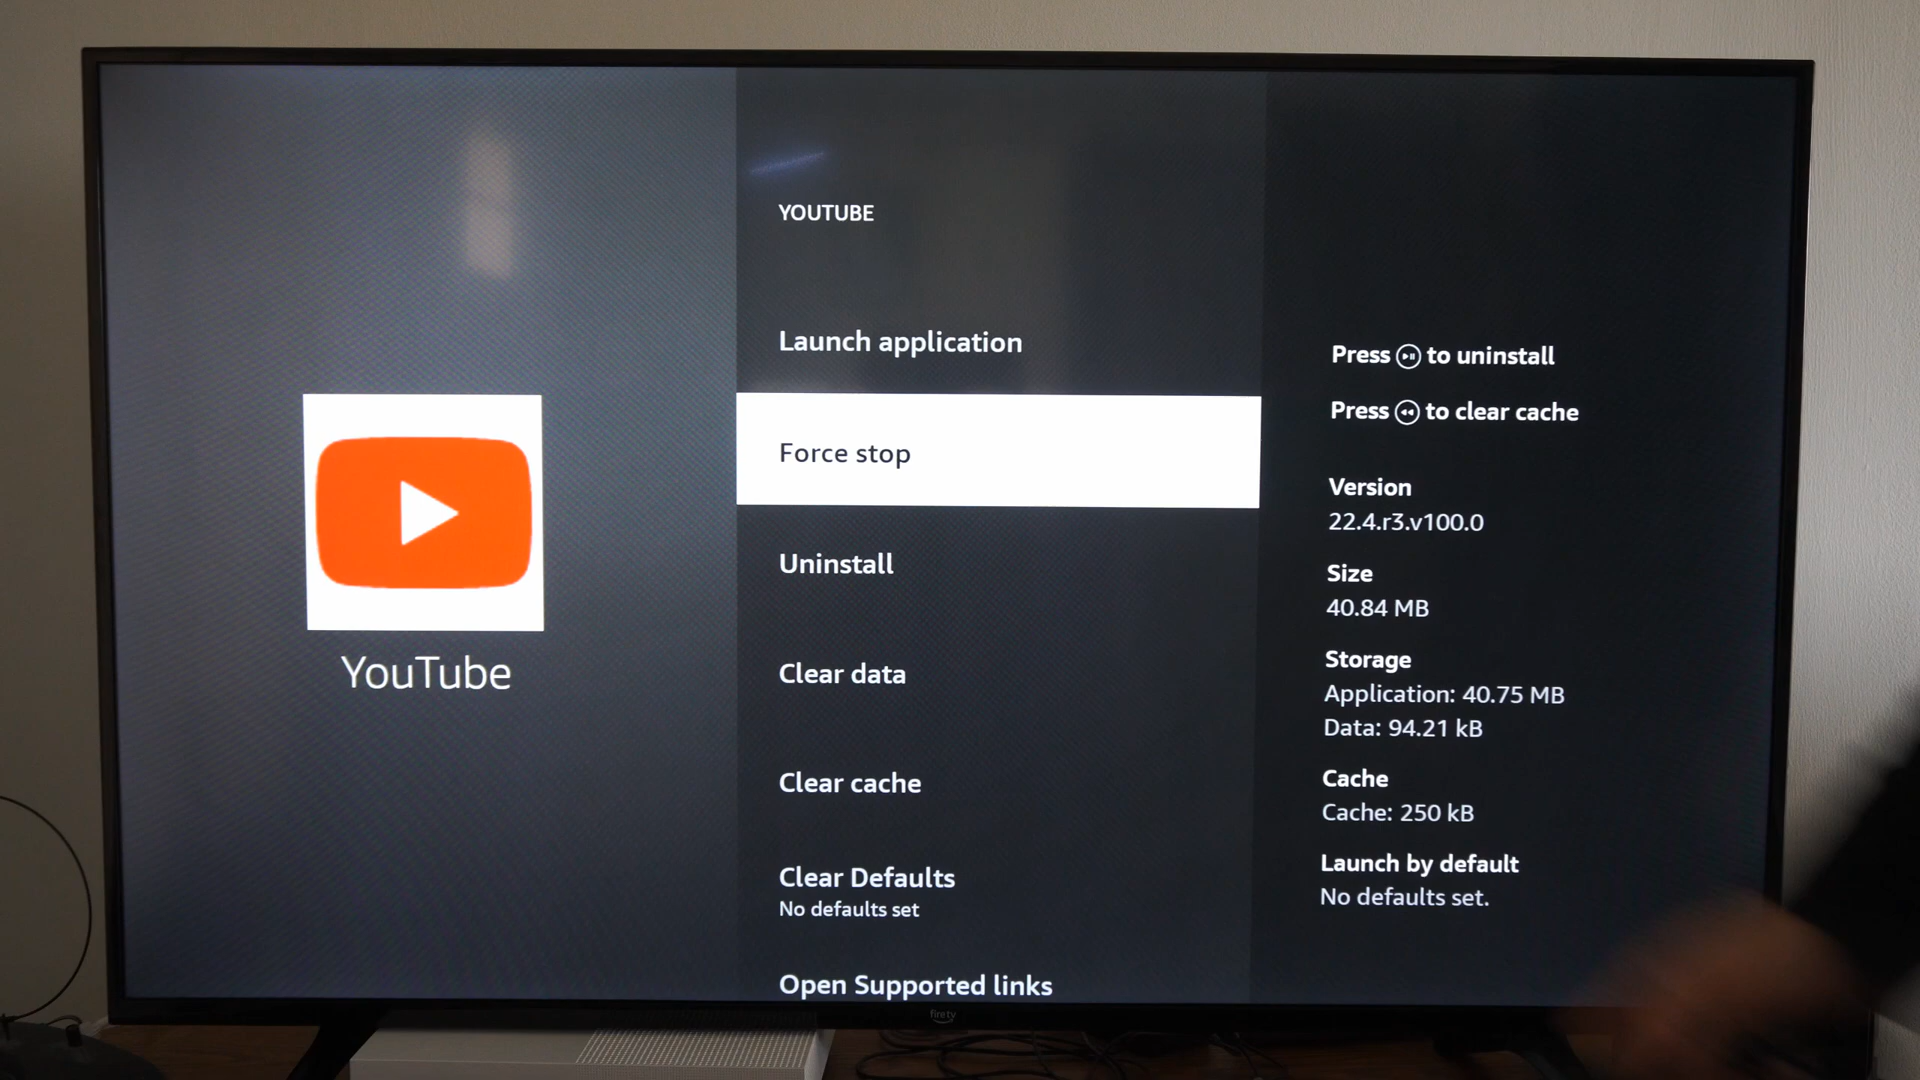 YouTube
YOUTUBE
Launch application
Force stop
Uninstall
Clear data
Clear cache
Clear Defaults
No defaults set
Open Supported links
Press to uninstall
Press to clear cache
Version
22.4.r3.v100.0
Size
40.84 MB
Storage
Application: 40.75 MB
Data: 94.21 kB
Cache
Cache: 250 kB
Launch by default
No defaults set.
fire tv